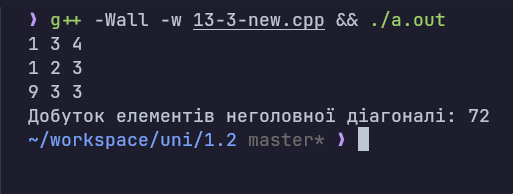 ❯ g++ -Wall -w 13-3-new.cpp && ./a.out
1 3 4
1 2 3
9 3 3
Добуток елементів неголовної діагоналі: 72
~/workspace/uni/1.2 master* ❯